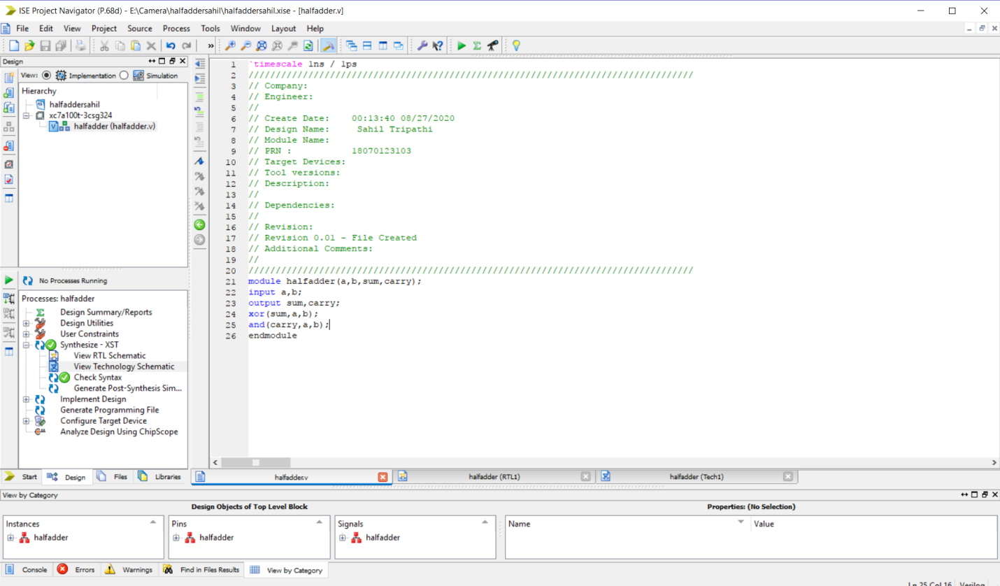 ISE Project Navigator (P.68d) - E:\Camera\halfaddersahil\halfaddersahil.xise - [halfadder.v]
File Edit View Project Source Process Tools Window Layout Help
Design
View: Implementation Simulation
Hierarchy
halfaddersahil
xc7a100t-3csg324
halfadder (halfadder.v)
No Processes Running
Processes: halfadder
Design Summary/Reports
Design Utilities
User Constraints
Synthesize - XST
View RTL Schematic
View Technology Schematic
Check Syntax
Generate Post-Synthesis Sim...
Implement Design
Generate Programming File
Configure Target Device
Analyze Design Using ChipScope
Start Design Files Libraries
1 `timescale 1ns / 1ps
2 //////////////////////////////////////////////////////////////////////////////////
3 // Company:
4 // Engineer:
5 //
6 // Create Date: 00:13:40 08/27/2020
7 // Design Name: Sahil Tripathi
8 // Module Name:
9 // PRN : 18070123103
10 // Target Devices:
11 // Tool versions:
12 // Description:
13 //
14 // Dependencies:
15 //
16 // Revision:
17 // Revision 0.01 - File Created
18 // Additional Comments:
19 //
20 //////////////////////////////////////////////////////////////////////////////////
21 module halfadder(a,b,sum,carry);
22 input a,b;
23 output sum,carry;
24 xor(sum,a,b);
25 and(carry,a,b);
26 endmodule
halfadder.v halfadder (RTL1) halfadder (Tech1)
View by Category
Design Objects of Top Level Block Properties: (No Selection)
Instances Pins Signals Name Value
halfadder halfadder halfadder
Console Errors Warnings Find in Files Results View by Category
Ln 25 Col 16 Verilog